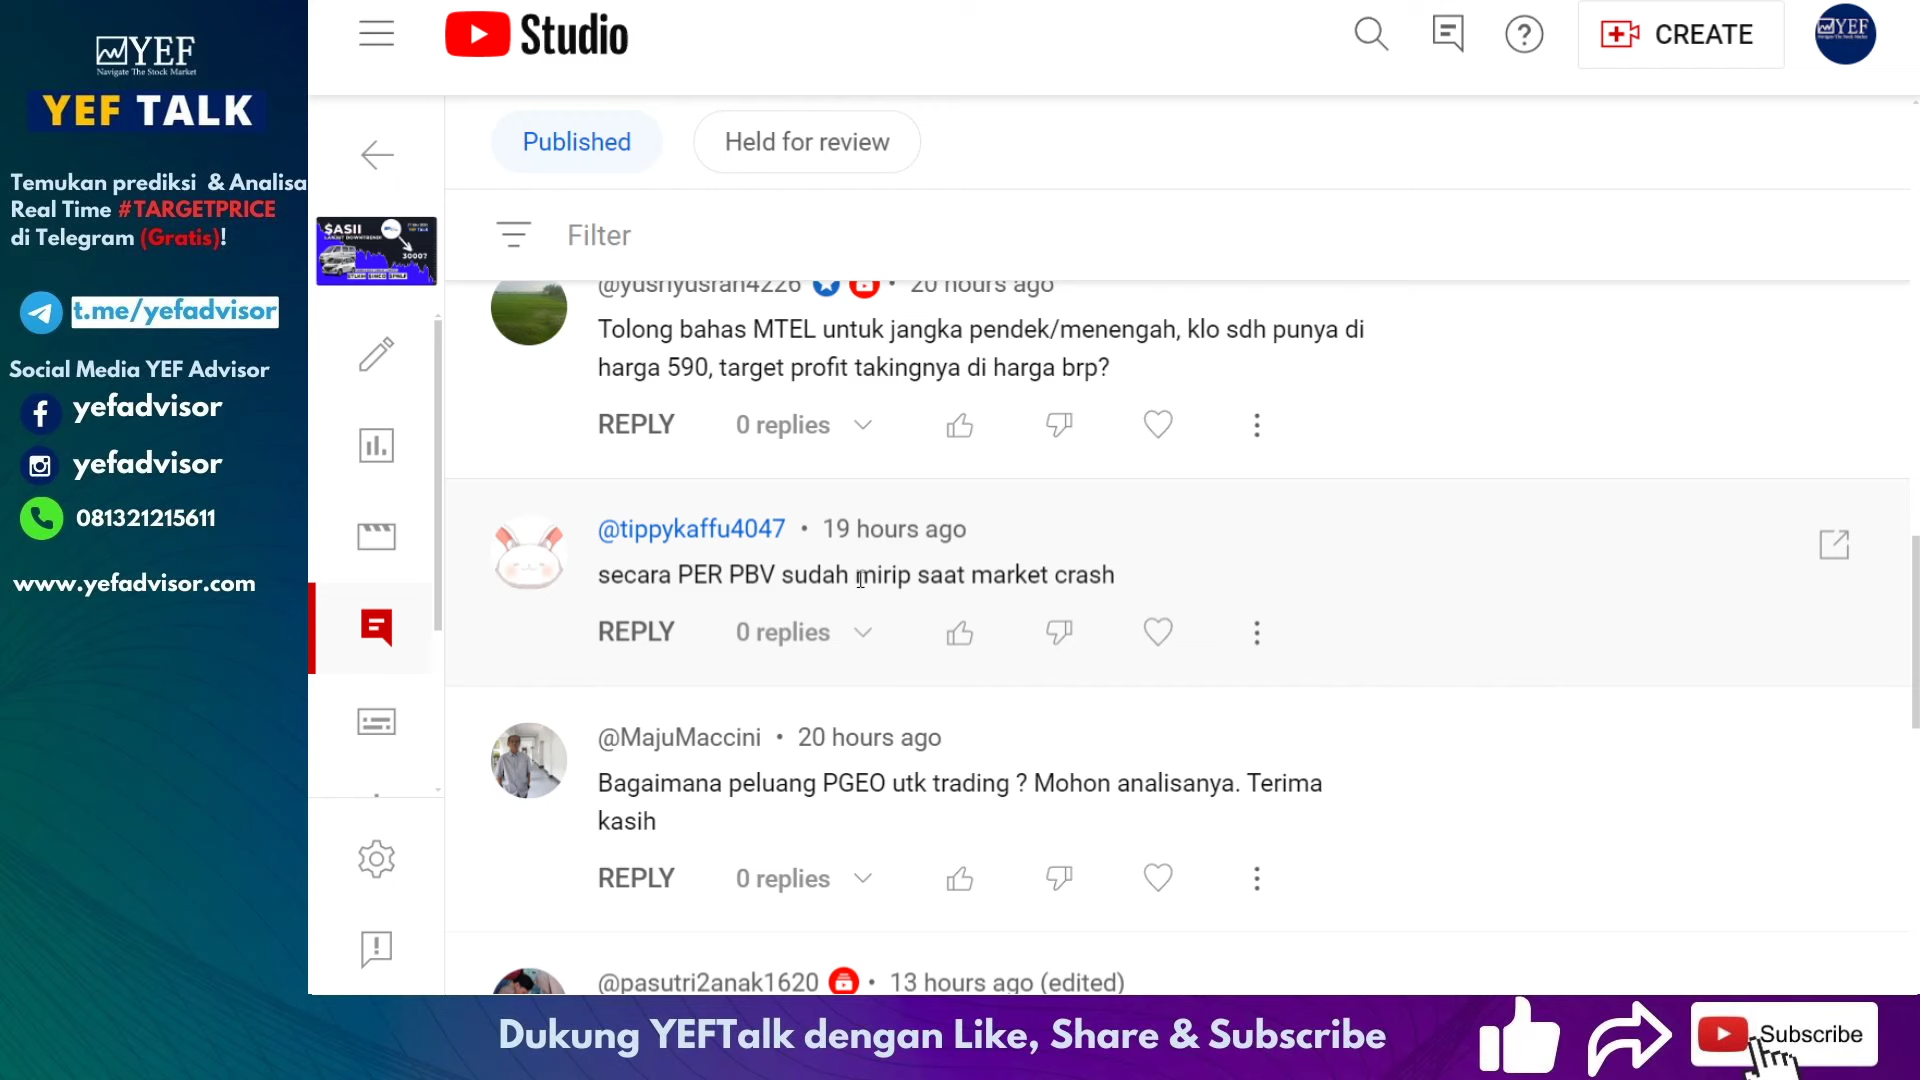 YEF
Navigate The Stock Market
YEF TALK
Temukan prediksi & Analisa
Real Time #TARGETPRICE
di Telegram (Gratis)!
t.me/yefadvisor
Social Media YEF Advisor
yefadvisor
yefadvisor
081321215611
www.yefadvisor.com
Studio
CREATE
YEF
Published
Held for review
Filter
$ASII
3000?
@yusriyusran4226 • 20 hours ago
Tolong bahas MTEL untuk jangka pendek/menengah, klo sdh punya di
harga 590, target profit takingnya di harga brp?
REPLY 0 replies
@tippykaffu4047 • 19 hours ago
secara PER PBV sudah mirip saat market crash
REPLY 0 replies
@MajuMaccini • 20 hours ago
Bagaimana peluang PGEO utk trading ? Mohon analisanya. Terima
kasih
REPLY 0 replies
@pasutri2anak1620 • 13 hours ago (edited)
Dukung YEFTalk dengan Like, Share & Subscribe
Subscribe